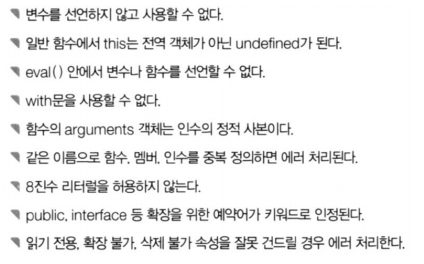 변수를 선언하지 않고 사용할 수 없다.
일반 함수에서 this는 전역 객체가 아닌 undefined가 된다.
eval() 안에서 변수나 함수를 선언할 수 없다.
with문을 사용할 수 없다.
함수의 arguments 객체는 인수의 정적 사본이다.
같은 이름으로 함수, 멤버, 인수를 중복 정의하면 에러 처리된다.
8진수 리터럴을 허용하지 않는다.
public, interface 등 확장을 위한 예약어가 키워드로 인정된다.
읽기 전용, 확장 불가, 삭제 불가 속성을 잘못 건드릴 경우 에러 처리한다.